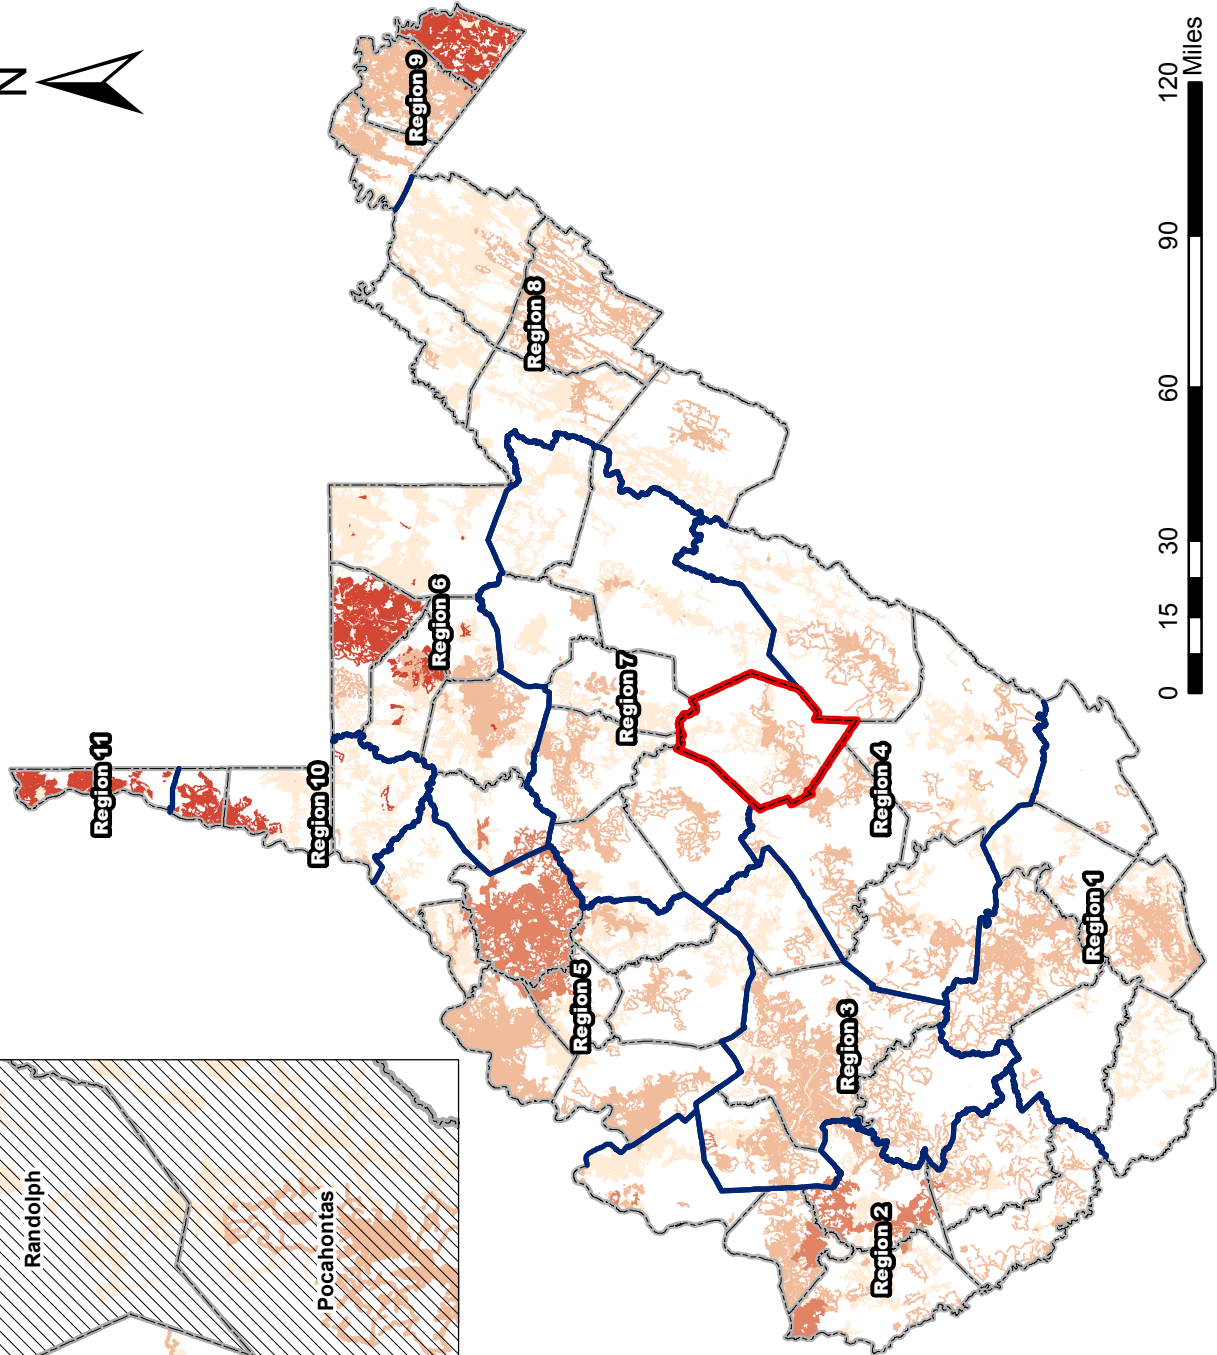 N
Region 9
Region 8
Region 6
Region 11
Region 10
Region 7
Region 5
Region 4
Region 3
Region 1
Region 2
Randolph
Pocahontas
0 15 30 60 90 120
Miles